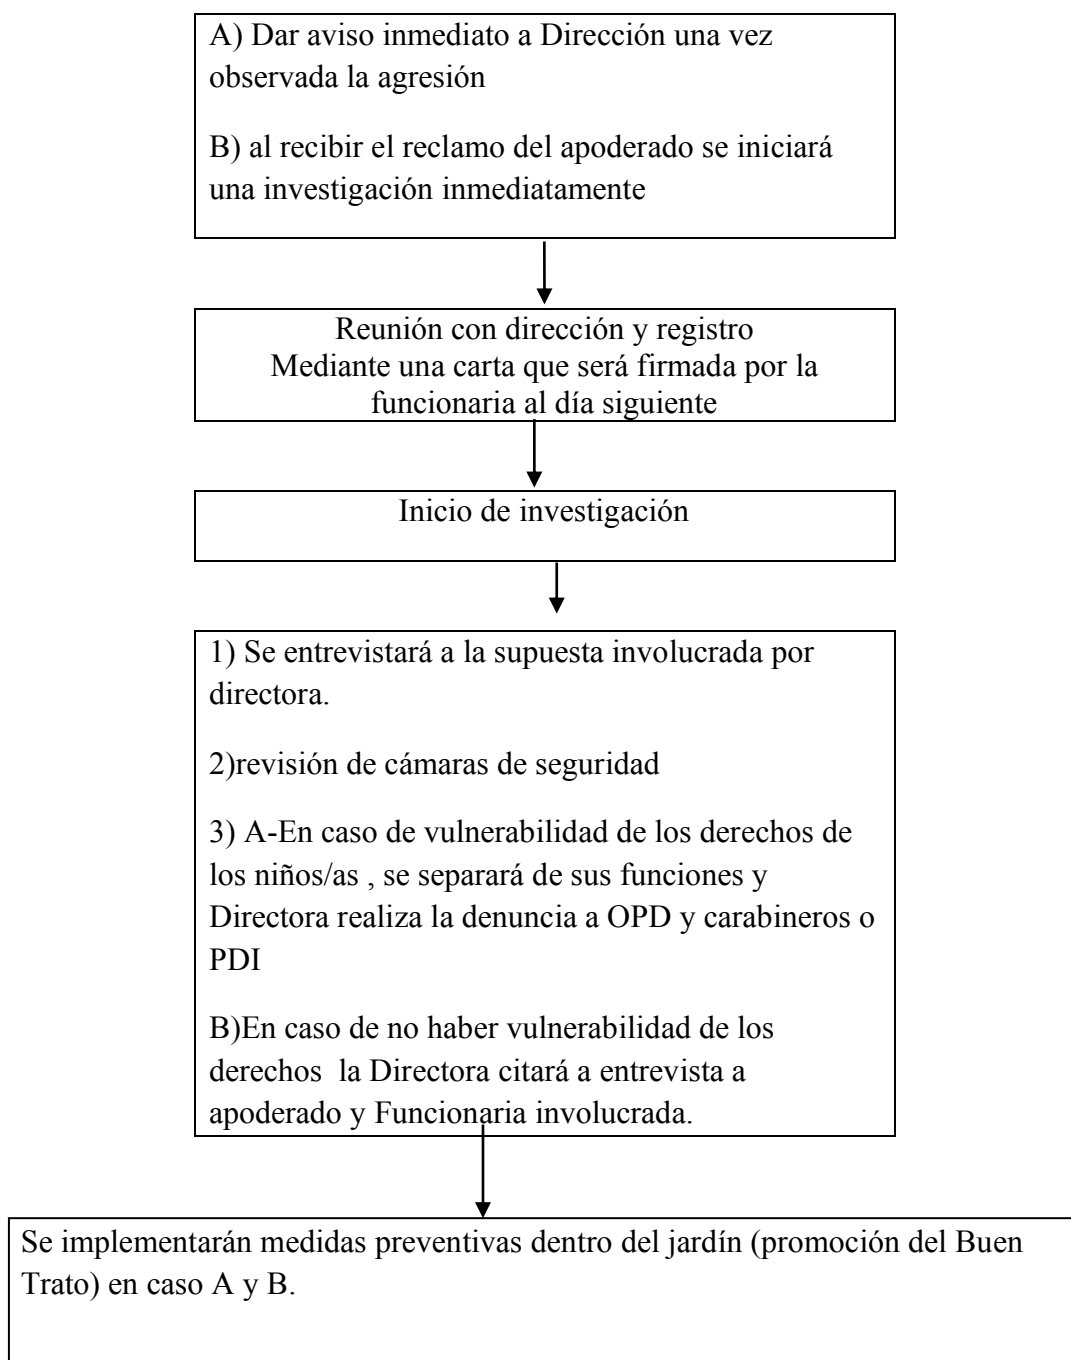 A) Dar aviso inmediato a Dirección una vez
observada la agresión
B) al recibir el reclamo del apoderado se iniciará
una investigación inmediatamente
Reunión con dirección y registro
Mediante una carta que será firmada por la
funcionaria al día siguiente
Inicio de investigación
1) Se entrevistará a la supuesta involucrada por
directora.
2)revisión de cámaras de seguridad
3) A-En caso de vulnerabilidad de los derechos de
los niños/as , se separará de sus funciones y
Directora realiza la denuncia a OPD y carabineros o
PDI
B)En caso de no haber vulnerabilidad de los
derechos  la Directora citará a entrevista a
apoderado y Funcionaria involucrada.
Se implementarán medidas preventivas dentro del jardín (promoción del Buen
Trato) en caso A y B.